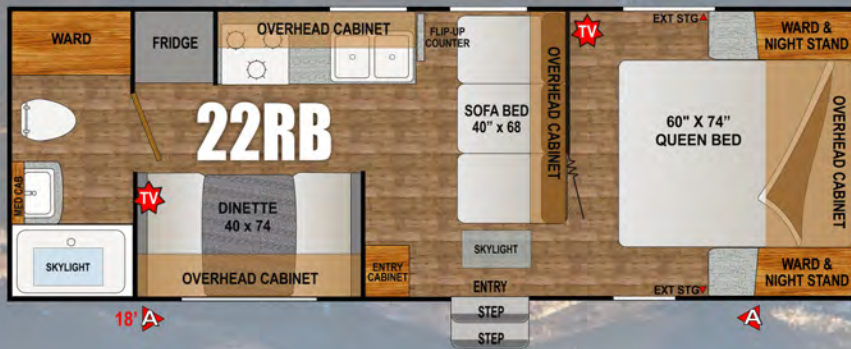 WARD
FRIDGE
OVERHEAD CABINET
FLIP-UP
COUNTER
TV
EXT STG
WARD &
NIGHT STAND
22RB
SOFA BED
40" x 68
OVERHEAD CABINET
60" X 74"
QUEEN BED
OVERHEAD CABINET
MED CAB
TV
DINETTE
40 x 74
SKYLIGHT
OVERHEAD CABINET
ENTRY
CABINET
SKYLIGHT
ENTRY
EXT STG
WARD &
NIGHT STAND
STEP
STEP
18' A
A